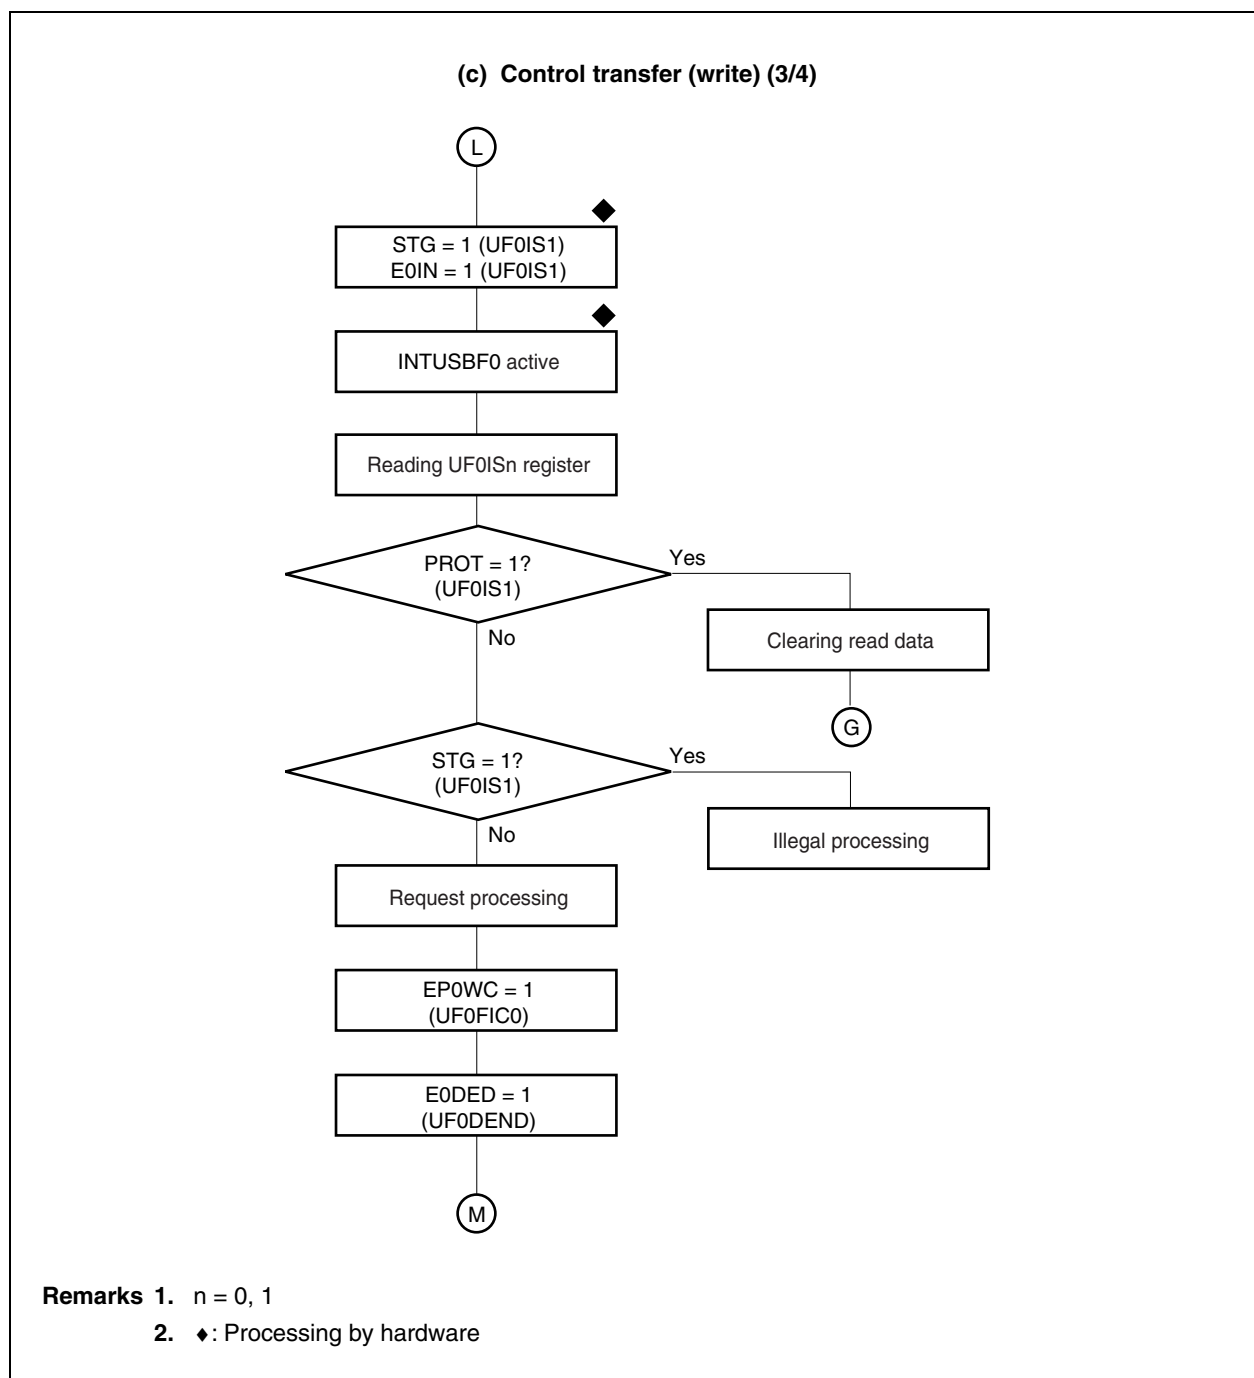 (c) Control transfer (write) (3/4)
L
STG = 1 (UF0IS1)
E0IN = 1 (UF0IS1)
INTUSBF0 active
Reading UF0ISn register
PROT = 1?
(UF0IS1)
Yes
No
Clearing read data
G
STG = 1?
(UF0IS1)
Yes
No
Illegal processing
Request processing
EP0WC = 1
(UF0FIC0)
E0DED = 1
(UF0DEND)
M
Remarks 1. n = 0, 1
2. ♦: Processing by hardware